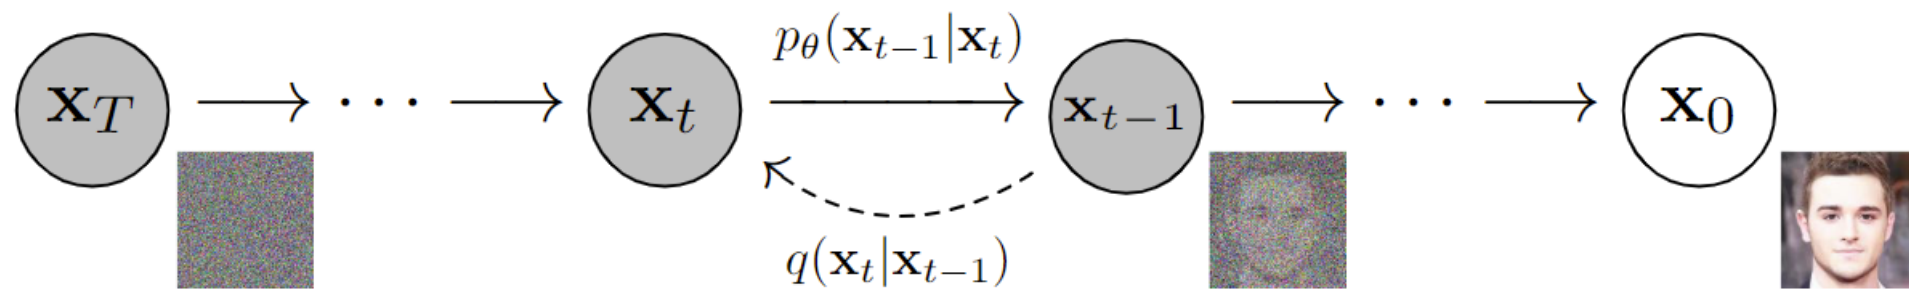 p_θ(x_{t−1}|x_t)
x_T ⟶ ··· ⟶ x_t ⟶ x_{t−1} ⟶ ··· ⟶ x_0
q(x_t|x_{t−1})